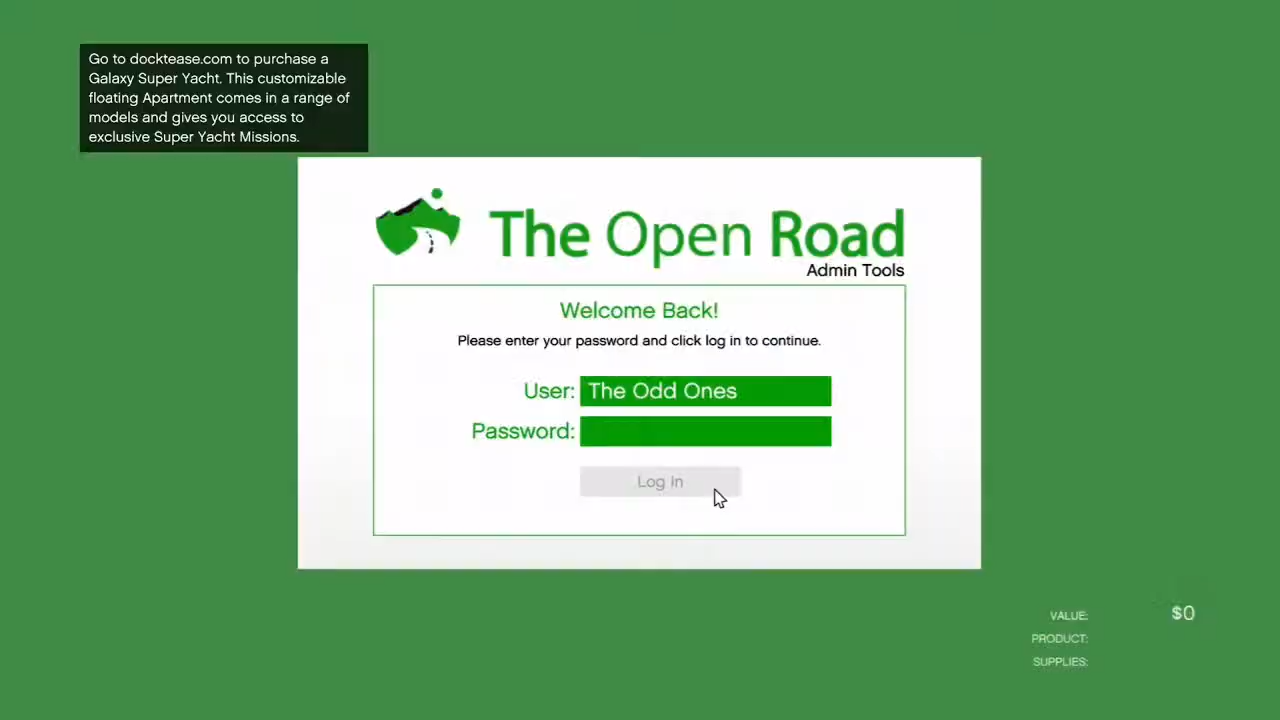 Go to docktease.com to purchase a
Galaxy Super Yacht. This customizable
floating Apartment comes in a range of
models and gives you access to
exclusive Super Yacht Missions.
The Open Road
Admin Tools
Welcome Back!
Please enter your password and click log in to continue.
User: The Odd Ones
Password:
Log In
VALUE: $0
PRODUCT:
SUPPLIES: